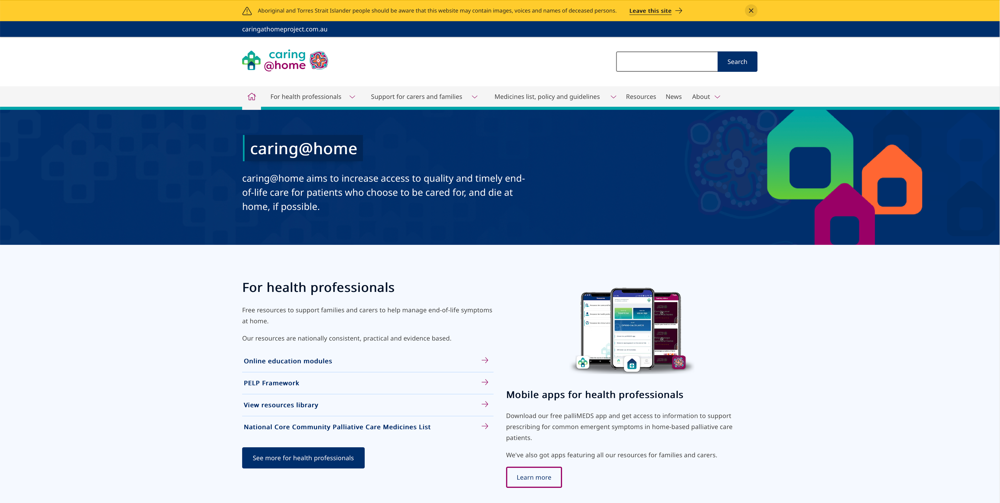 Aboriginal and Torres Strait Islander people should be aware that this website may contain images, voices and names of deceased persons. Leave this site
caringathomeproject.com.au
caring
@home
Search
For health professionals Support for carers and families Medicines list, policy and guidelines Resources News About
caring@home
caring@home aims to increase access to quality and timely end-
of-life care for patients who choose to be cared for, and die at
home, if possible.
For health professionals
Free resources to support families and carers to help manage end-of-life symptoms
at home.
Our resources are nationally consistent, practical and evidence based.
Online education modules
PELP Framework
View resources library
National Core Community Palliative Care Medicines List
See more for health professionals
Resources
Training videos
SYMPTOM
MEDICINE
OPIOID CALCULATOR
Mobile apps for health professionals
Download our free palliMEDS app and get access to information to support
prescribing for common emergent symptoms in home-based palliative care
patients.
We've also got apps featuring all our resources for families and carers.
Learn more